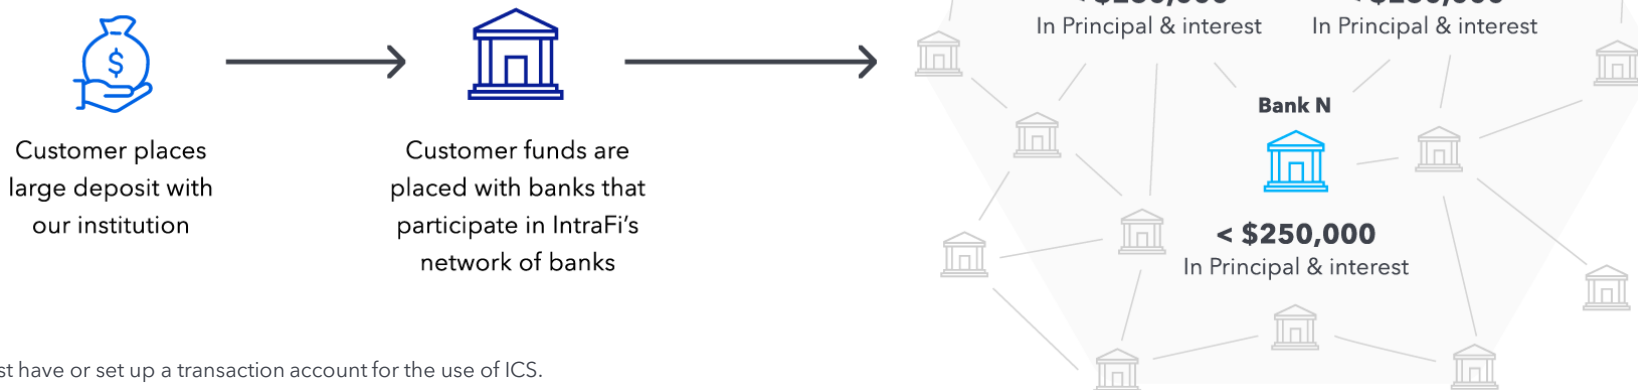 In Principal & interest
In Principal & interest
Bank N
< $250,000
In Principal & interest
$
Customer places
large deposit with
our institution
Customer funds are
placed with banks that
participate in IntraFi’s
network of banks
have or set up a transaction account for the use of ICS.